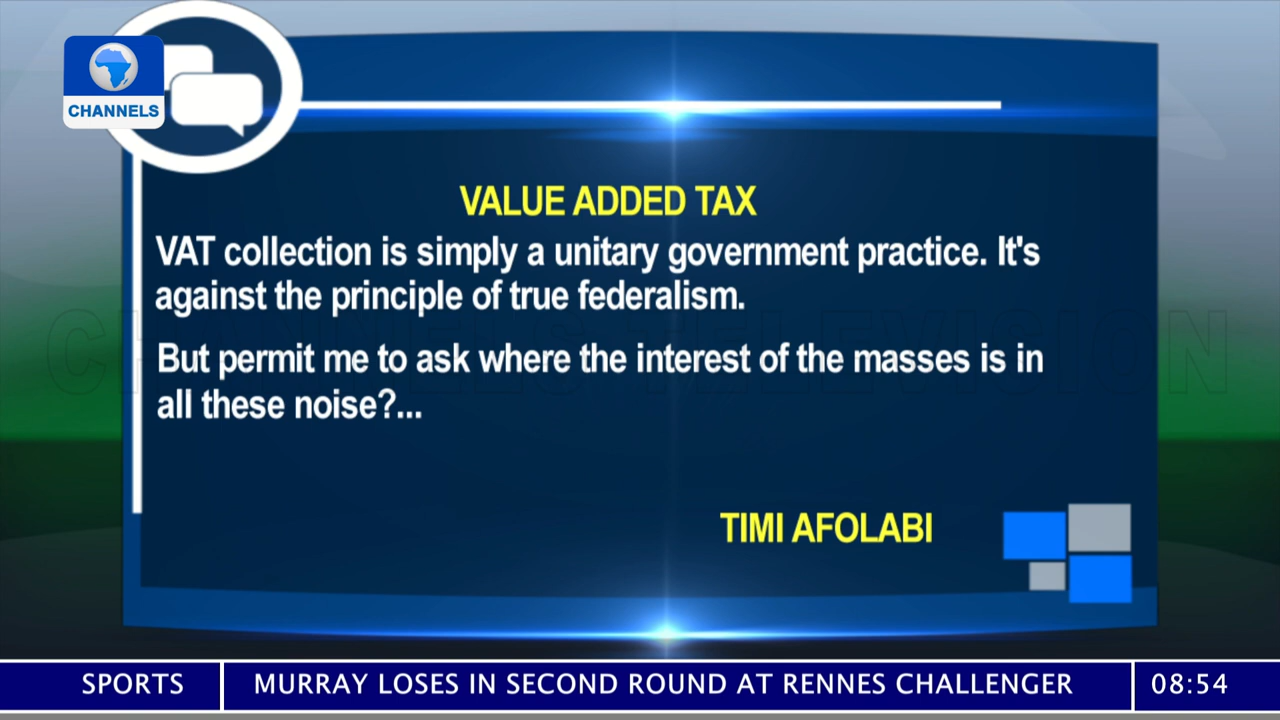 CHANNELS
VALUE ADDED TAX
VAT collection is simply a unitary government practice. It's
against the principle of true federalism.
CHANNELS TELEVISION
But permit me to ask where the interest of the masses is in
all these noise?...
TIMI AFOLABI
SPORTS
MURRAY LOSES IN SECOND ROUND AT RENNES CHALLENGER
08:54